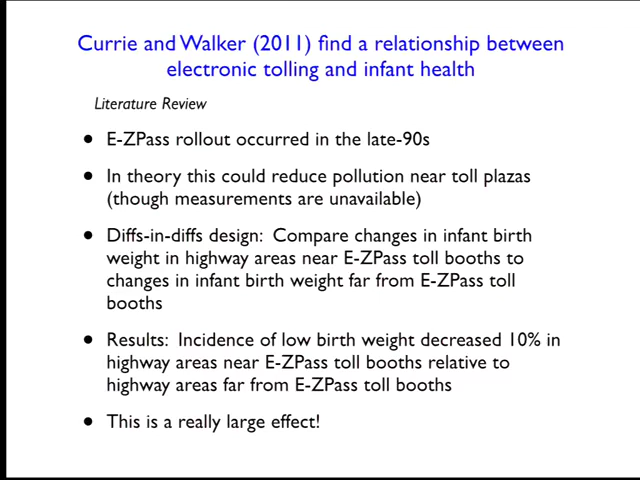 Currie and Walker (2011) find a relationship between
electronic tolling and infant health
Literature Review
• E-ZPass rollout occurred in the late-90s
• In theory this could reduce pollution near toll plazas
(though measurements are unavailable)
• Diffs-in-diffs design: Compare changes in infant birth
weight in highway areas near E-ZPass toll booths to
changes in infant birth weight far from E-ZPass toll
booths
• Results: Incidence of low birth weight decreased 10% in
highway areas near E-ZPass toll booths relative to
highway areas far from E-ZPass toll booths
• This is a really large effect!